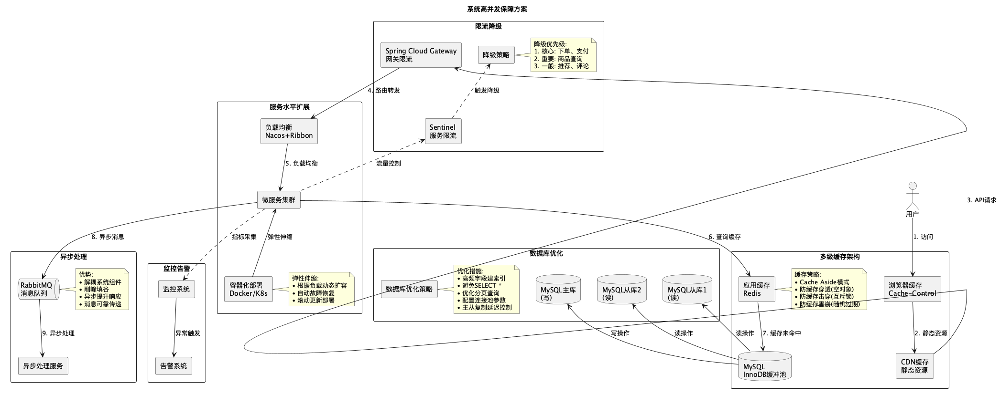 系统高并发保障方案
限流降级
Spring Cloud Gateway
网关限流
降级策略
降级优先级:
1. 核心: 下单、支付
2. 重要: 商品查询
3. 一般: 推荐、评论
4. 路由转发
触发降级
服务水平扩展
负载均衡
Nacos+Ribbon
Sentinel
服务限流
5. 负载均衡
流量控制
微服务集群
用户
3. API请求
8. 异步消息
指标采集
弹性伸缩
6. 查询缓存
1. 访问
异步处理
RabbitMQ
消息队列
优势:
• 解耦系统组件
• 削峰填谷
• 异步提升响应
• 消息可靠传递
监控告警
监控系统
容器化部署
Docker/K8s
弹性伸缩:
• 根据负载动态扩容
• 自动故障恢复
• 滚动更新部署
数据库优化
数据库优化策略
优化措施:
• 高频字段建索引
• 避免SELECT *
• 优化分页查询
• 配置连接池参数
• 主从复制延迟控制
MySQL主库
(写)
MySQL从库2
(读)
MySQL从库1
(读)
多级缓存架构
应用缓存
Redis
缓存策略:
• Cache Aside模式
• 防缓存穿透(空对象)
• 防缓存击穿(互斥锁)
• 防缓存雪崩(随机过期)
浏览器缓存
Cache-Control
9. 异步处理
异常触发
写操作
读操作
读操作
7. 缓存未命中
2. 静态资源
异步处理服务
告警系统
MySQL
InnoDB缓冲池
CDN缓存
静态资源